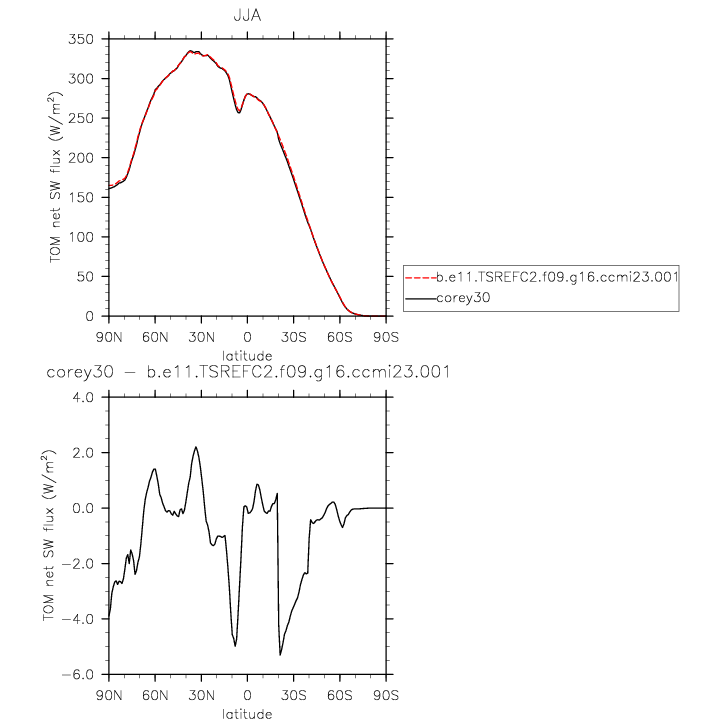 JJA
350
300
250
200
150
100
50
0
TOM net SW flux (W/m²)
90N 60N 30N 0 30S 60S 90S
latitude
b.e11.TSREFC2.f09.g16.ccmi23.001
corey30
corey30 – b.e11.TSREFC2.f09.g16.ccmi23.001
4.0
2.0
0.0
−2.0
−4.0
−6.0
TOM net SW flux (W/m²)
90N 60N 30N 0 30S 60S 90S
latitude